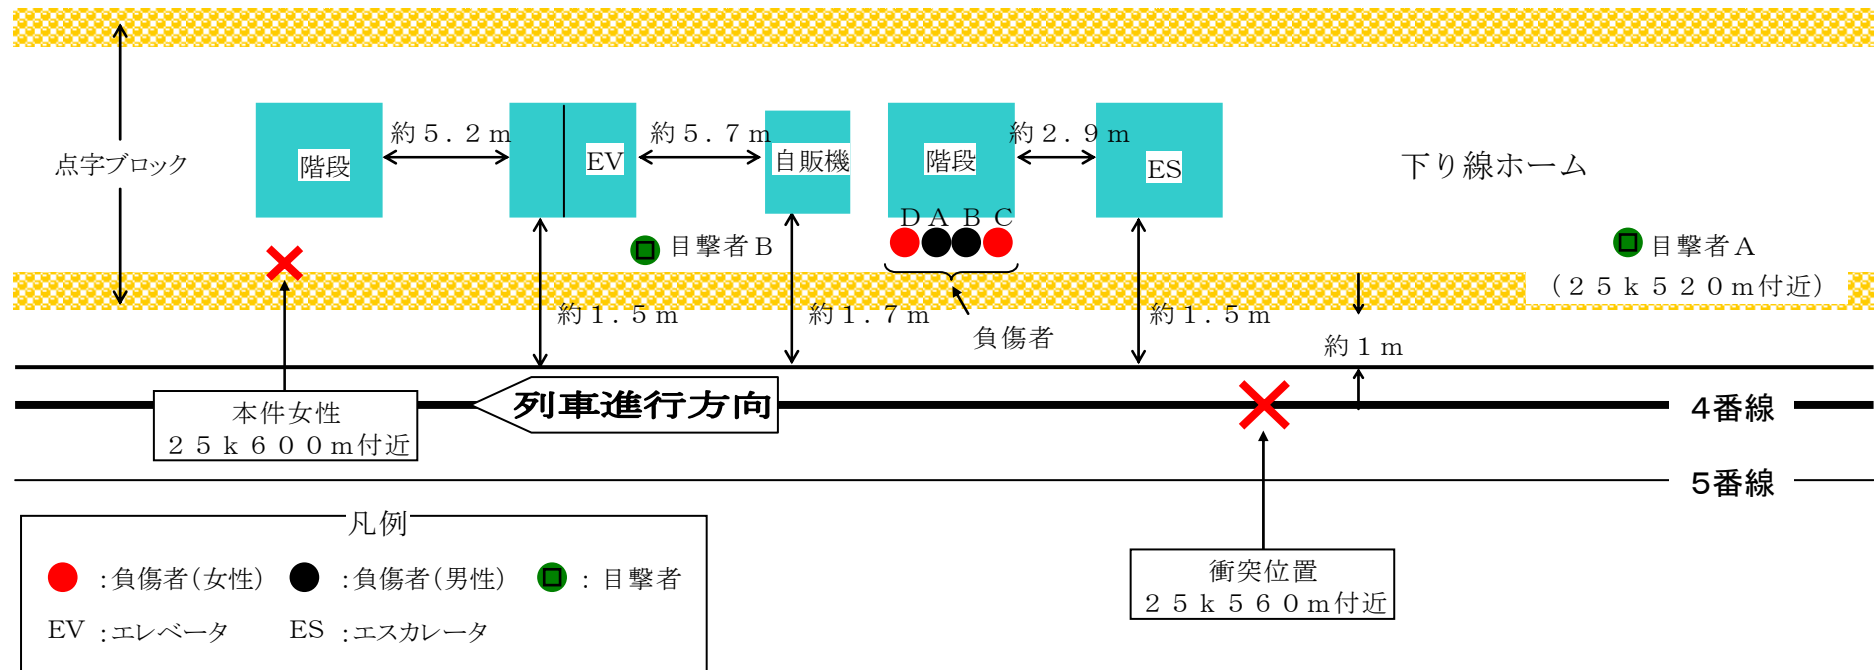 点字ブロック
階段
約５．２ｍ
EV
約５．７ｍ
自販機
階段
約２．９ｍ
ES
下り線ホーム
D A B C
目撃者Ｂ
目撃者Ａ
（２５ｋ５２０ｍ付近）
約１．５ｍ
約１．７ｍ
負傷者
約１．５ｍ
約１ｍ
本件女性
２５ｋ６００ｍ付近
列車進行方向
４番線
５番線
衝突位置
２５ｋ５６０ｍ付近
凡例
：負傷者（女性） ：負傷者（男性） ：目撃者
EV ：エレベータ ES ：エスカレータ